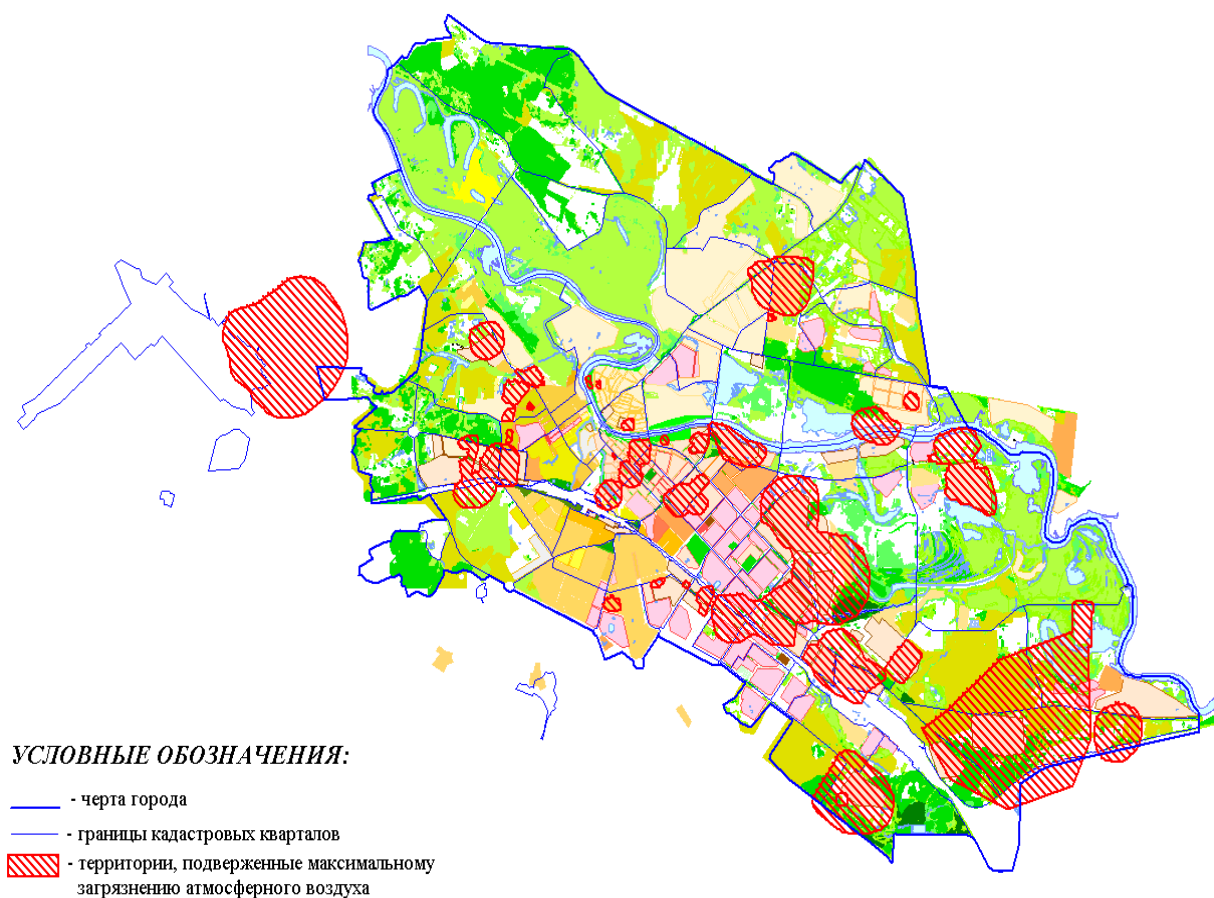 УСЛОВНЫЕ ОБОЗНАЧЕНИЯ:
- черта города
- границы кадастровых кварталов
- территории, подверженные максимальному
загрязнению атмосферного воздуха